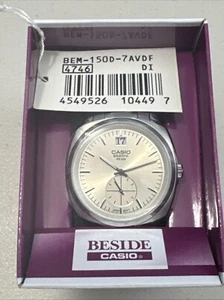 BEM-150D-7AVDF
4746 DI
4549526 10449 7
CASIO
BESIDE
CASIO